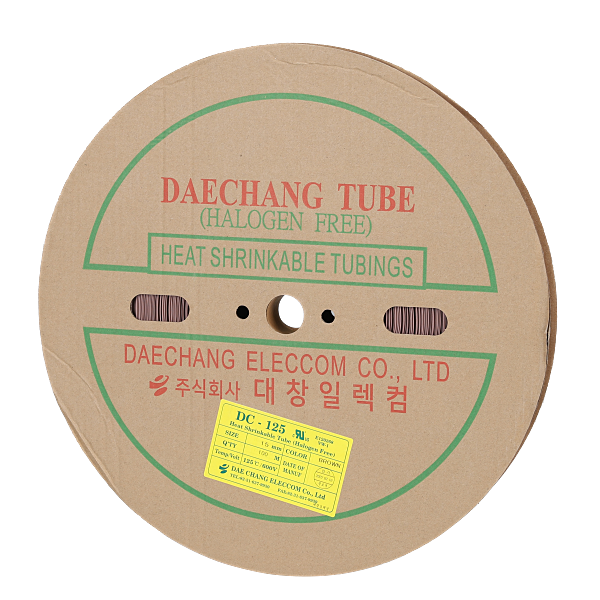 DAECHANG TUBE
(HALOGEN FREE)
HEAT SHRINKABLE TUBINGS
DAECHANG ELECCOM CO., LTD
주식회사 대창일렉컴
DC - 125
Heat Shrinkable Tube (Halogen Free)
SIZE mm COLOR
Q'TY 100 M DATE OF MANUF
Temp/Volt 125℃/600V
DAE CHANG ELECCOM Co., Ltd